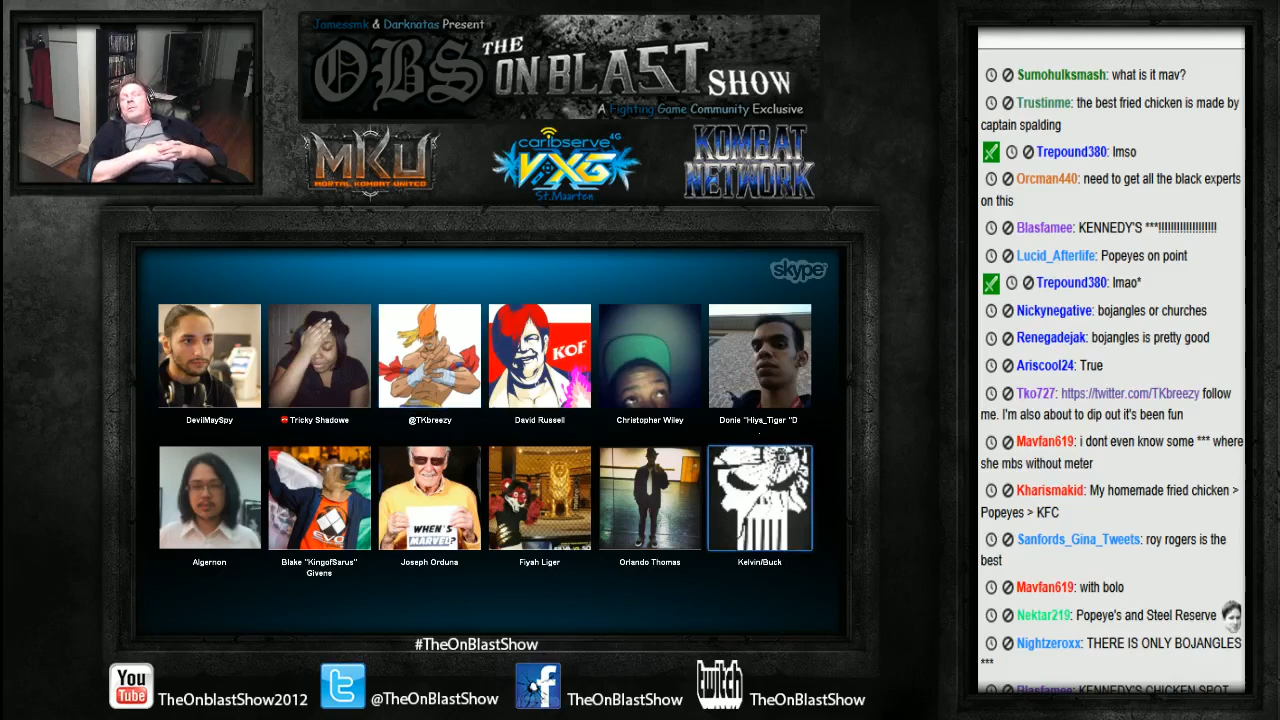 Jamessmk & Darknatas Present
OBS THE ON BLAST SHOW
A Fighting Game Community Exclusive
MKU
MORTAL KOMBAT UNITED
caribserve 4G
VXG
St.Maarten
KOMBAT
NETWORK
skype
KOF
DevilMaySpy
Tricky Shadowe
@TKbreezy
David Russell
Christopher Wiley
Donie "Hiya_Tiger "D
...
EVO
WHEN'S
MARVEL?
Algernon
Blake "KingofSarus"
Givens
Joseph Orduna
Fiyah Liger
Orlando Thomas
Kelvin/Buck
#TheOnBlastShow
You
Tube
TheOnblastShow2012
@TheOnBlastShow
TheOnBlastShow
twitch
TheOnBlastShow
Sumohulksmash: what is it mav?
Trustinme: the best fried chicken is made by
captain spalding
Trepound380: lmso
Orcman440: need to get all the black experts
on this
Blasfamee: KENNEDY'S ***!!!!!!!!!!!!!!!!!!!!
Lucid_Afterlife: Popeyes on point
Trepound380: lmao*
Nickynegative: bojangles or churches
Renegadejak: bojangles is pretty good
Ariscool24: True
Tko727: https://twitter.com/TKbreezy follow
me. I'm also about to dip out it's been fun
Mavfan619: i dont even know some *** where
she mbs without meter
Kharismakid: My homemade fried chicken >
Popeyes > KFC
Sanfords_Gina_Tweets: roy rogers is the
best
Mavfan619: with bolo
Nektar219: Popeye's and Steel Reserve
Nightzeroxx: THERE IS ONLY BOJANGLES
***
Blasfamee: KENNEDY'S CHICKEN SPOT